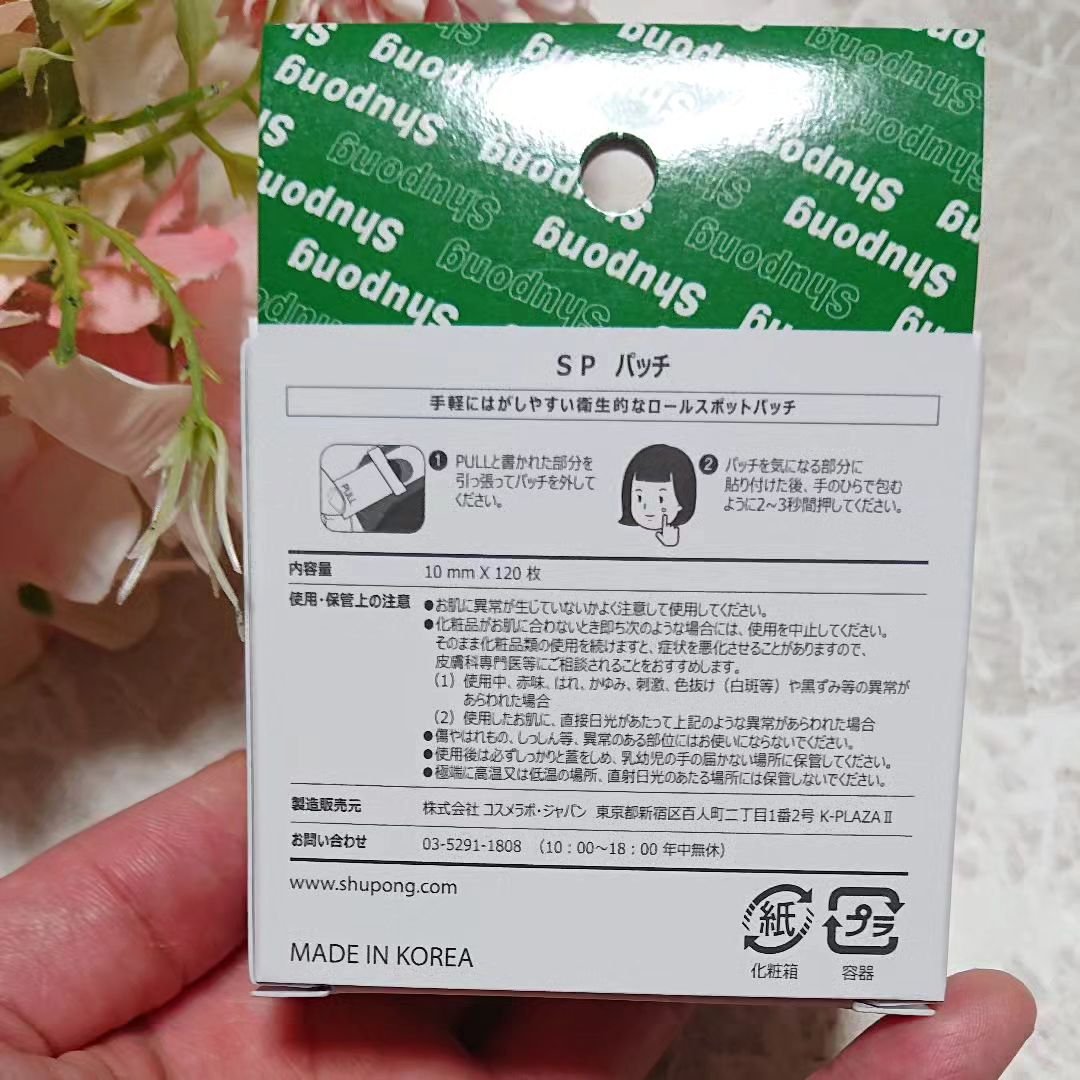 Shupong
Shupong
Shupong
Shupong
Shupong
Shupong
Shupong
Shupong
Shupong
Shupong
Shupong
Shupong
SP パッチ
手軽にはがしやすい衛生的なロールスポットパッチ
PULL
❶ PULLと書かれた部分を
引っ張ってパッチを外して
ください。
❷ パッチを気になる部分に
貼り付けた後、手のひらで包む
ように2～3秒間押してください。
内容量 10 mm X 120 枚
使用・保管上の注意 ●お肌に異常が生じていないかよく注意して使用してください。
●化粧品がお肌に合わないとき即ち次のような場合には、使用を中止してください。
そのまま化粧品類の使用を続けますと、症状を悪化させることがありますので、
皮膚科専門医等にご相談されることをおすすめします。
（1）使用中、赤味、はれ、かゆみ、刺激、色抜け（白斑等）や黒ずみ等の異常が
あらわれた場合
（2）使用したお肌に、直接日光があたって上記のような異常があらわれた場合
●傷やはれもの、しっしん等、異常のある部位にはお使いにならないでください。
●使用後は必ずしっかりと蓋をしめ、乳幼児の手の届かない場所に保管してください。
●極端に高温又は低温の場所、直射日光のあたる場所には保管しないでください。
製造販売元 株式会社 コスメラボ・ジャパン 東京都新宿区百人町二丁目1番2号 K-PLAZAⅡ
お問い合わせ 03-5291-1808 （10：00～18：00 年中無休）
www.shupong.com
MADE IN KOREA
紙
化粧箱
プラ
容器